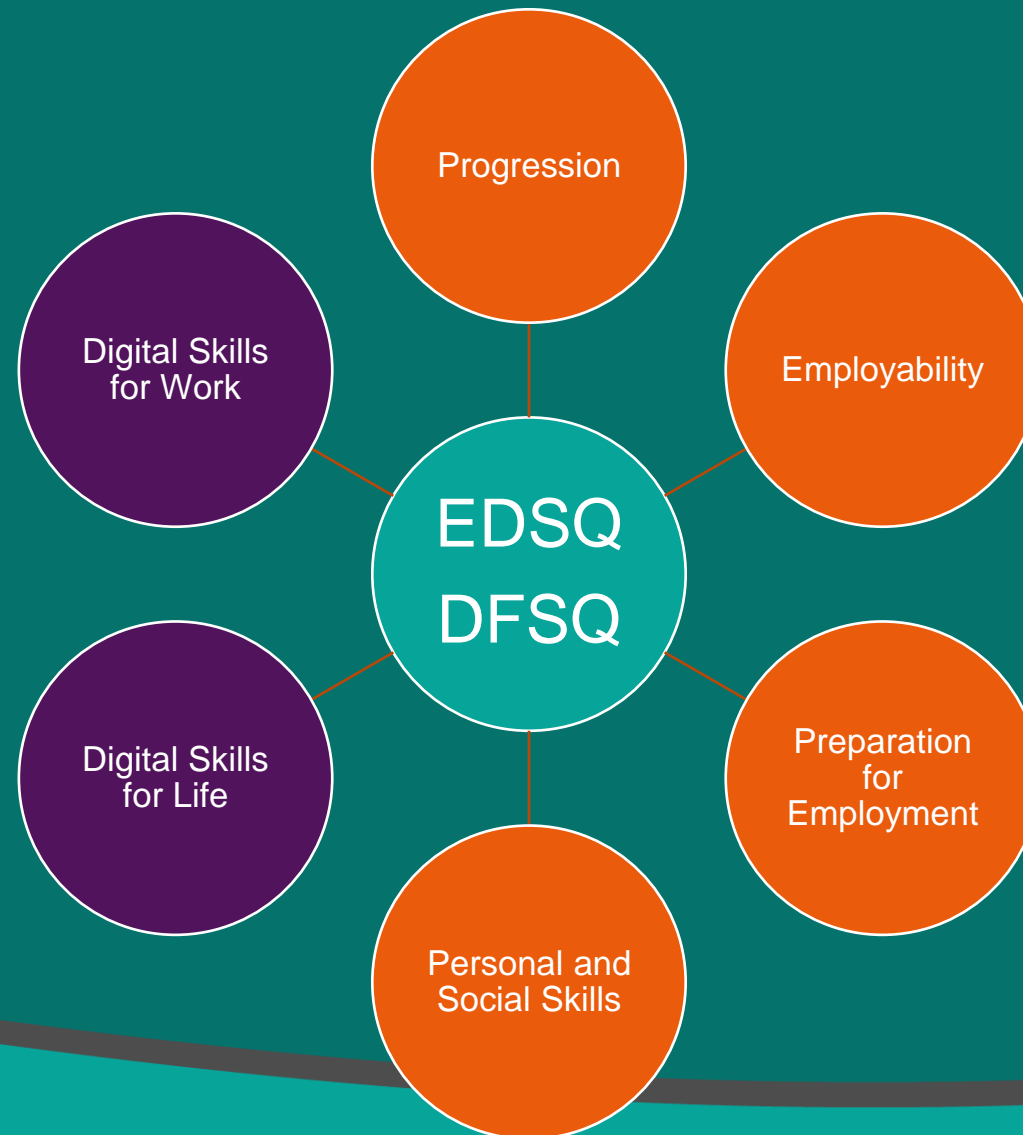 Progression
Digital Skills
for Work
Employability
EDSQ
DFSQ
Digital Skills
for Life
Preparation
for
Employment
Personal and
Social Skills